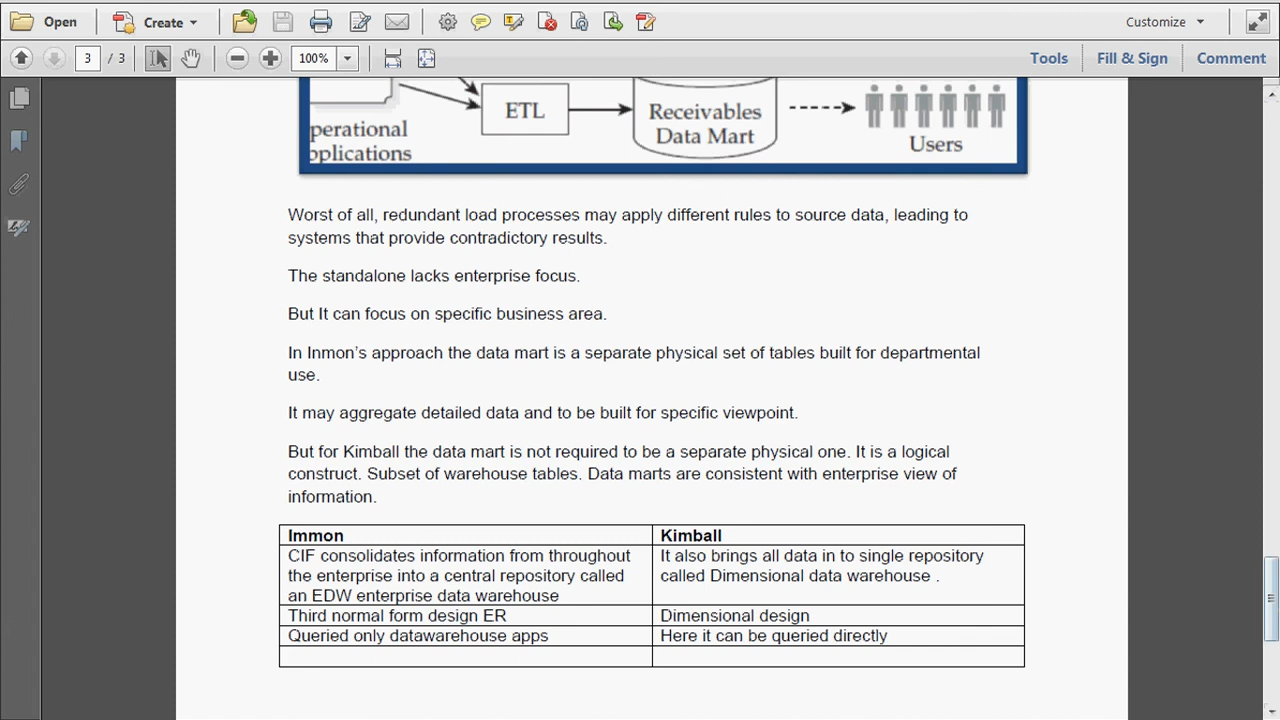 Open
Create
Customize
3 / 3
100%
Tools
Fill & Sign
Comment
ETL
Receivables
Data Mart
perational
pplications
Users
Worst of all, redundant load processes may apply different rules to source data, leading to
systems that provide contradictory results.
The standalone lacks enterprise focus.
But It can focus on specific business area.
In Inmon's approach the data mart is a separate physical set of tables built for departmental
use.
It may aggregate detailed data and to be built for specific viewpoint.
But for Kimball the data mart is not required to be a separate physical one. It is a logical
construct. Subset of warehouse tables. Data marts are consistent with enterprise view of
information.
Immon
Kimball
CIF consolidates information from throughout
the enterprise into a central repository called
an EDW enterprise data warehouse
It also brings all data in to single repository
called Dimensional data warehouse .
Third normal form design ER
Dimensional design
Queried only datawarehouse apps
Here it can be queried directly